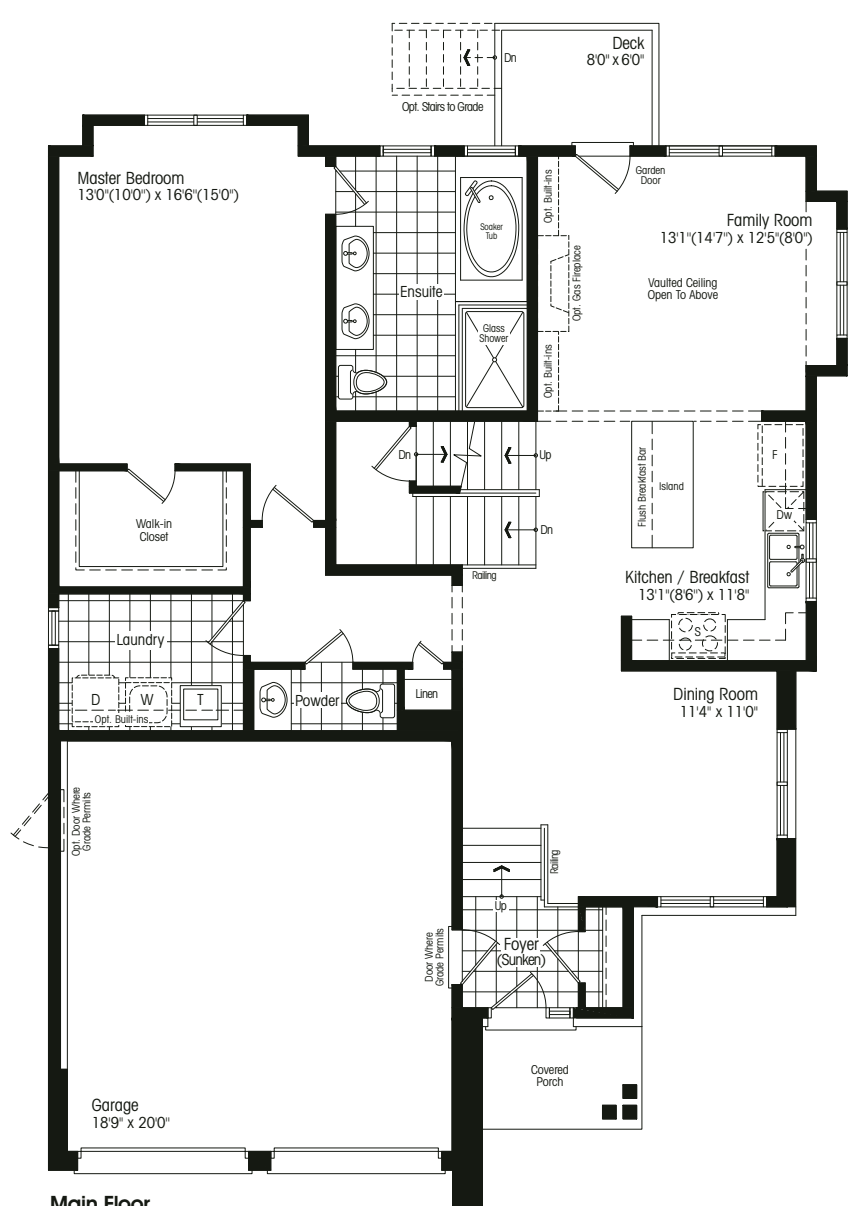 Deck
8'0" x 6'0"
Dn
Opt. Stairs to Grade
Master Bedroom
13'0"(10'0") x 16'6"(15'0")
Garden
Door
Opt. Built-ins
Soaker
Tub
Family Room
13'1"(14'7") x 12'5"(8'0")
Opt. Gas Fireplace
Ensuite
Vaulted Ceiling
Open To Above
Glass
Shower
Opt. Built-ins
Dn
Up
Flush Breakfast Bar
Island
F
Dw
Walk-in
Closet
Dn
Railing
Kitchen / Breakfast
13'1"(8'6") x 11'8"
S
Laundry
D
W
T
Opt. Built-ins
Powder
Linen
Dining Room
11'4" x 11'0"
Opt. Door Where
Grade Permits
Railing
Up
Door Where
Grade Permits
Foyer
(Sunken)
Covered
Porch
Garage
18'9" x 20'0"
Main Floor